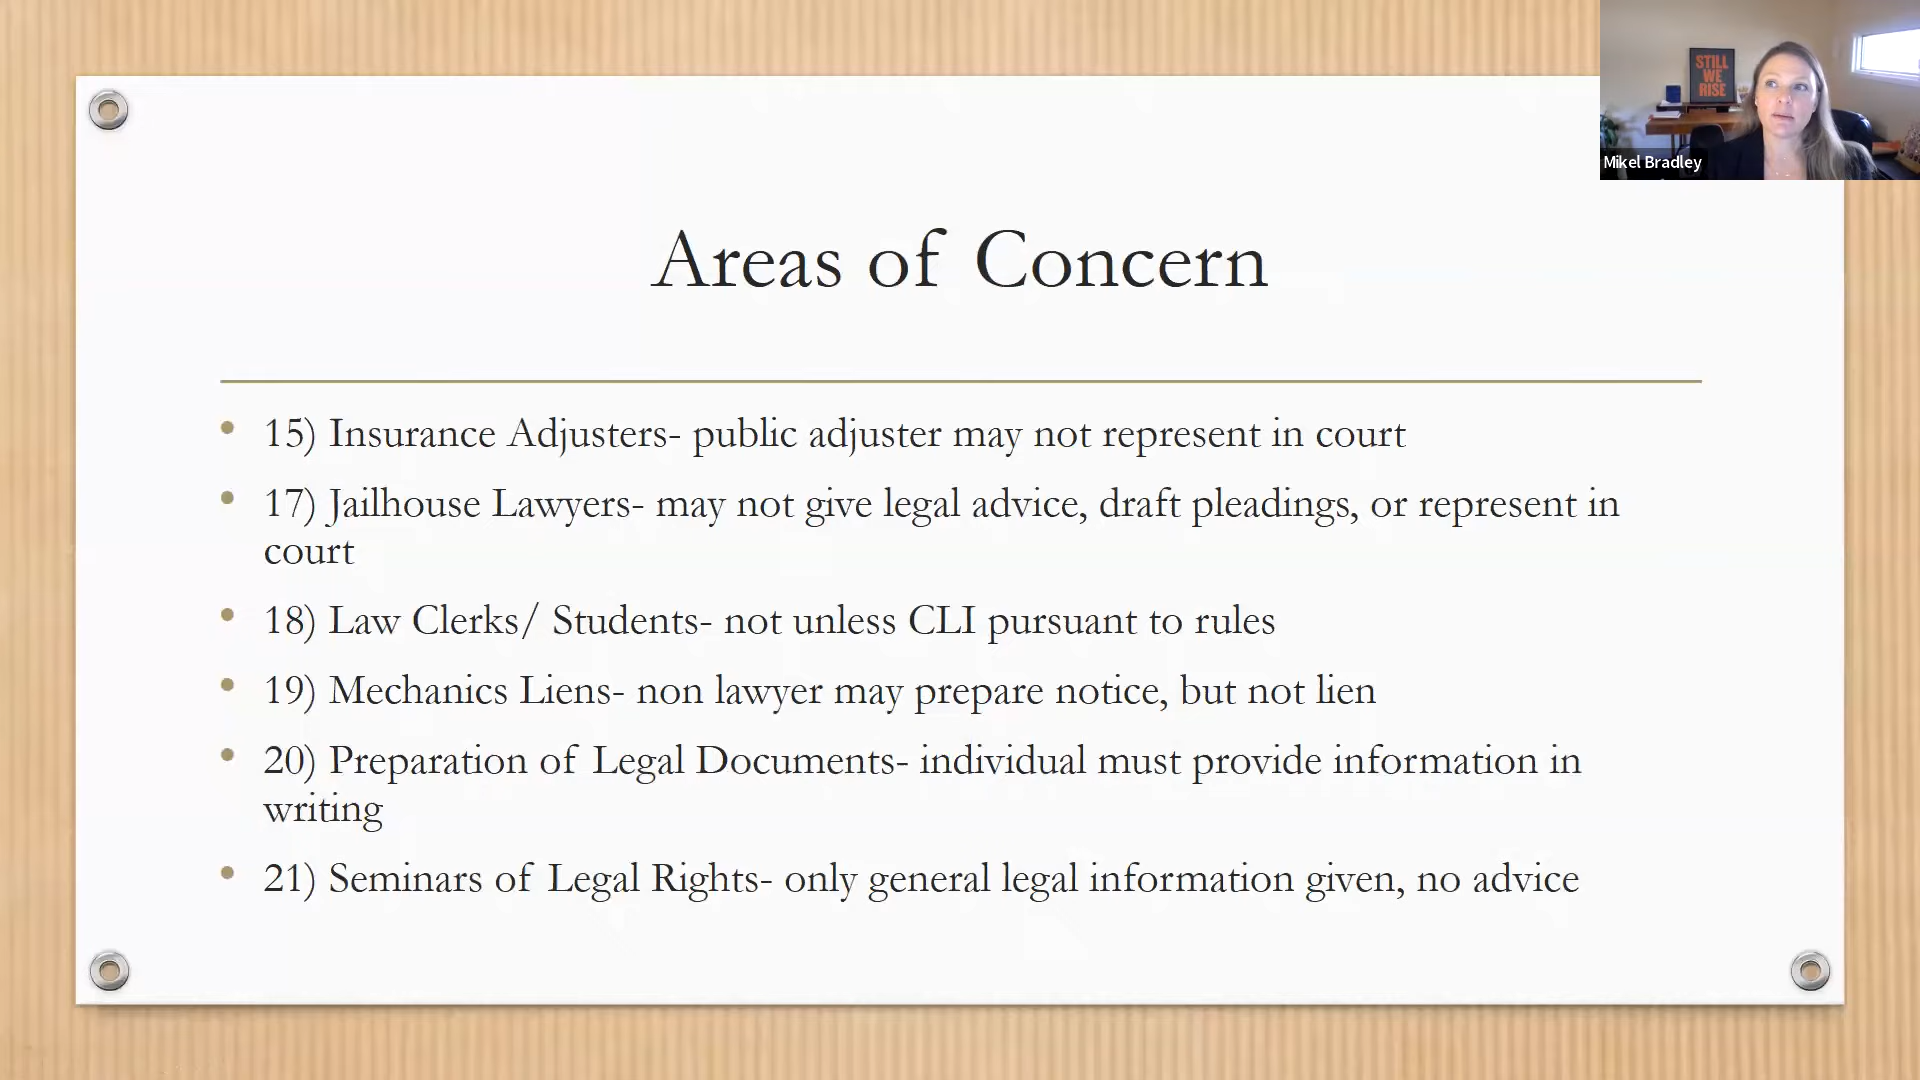 STILL
WE
RISE
Mikel Bradley
Areas of Concern
15) Insurance Adjusters- public adjuster may not represent in court
17) Jailhouse Lawyers- may not give legal advice, draft pleadings, or represent in
court
18) Law Clerks/ Students- not unless CLI pursuant to rules
19) Mechanics Liens- non lawyer may prepare notice, but not lien
20) Preparation of Legal Documents- individual must provide information in
writing
21) Seminars of Legal Rights- only general legal information given, no advice